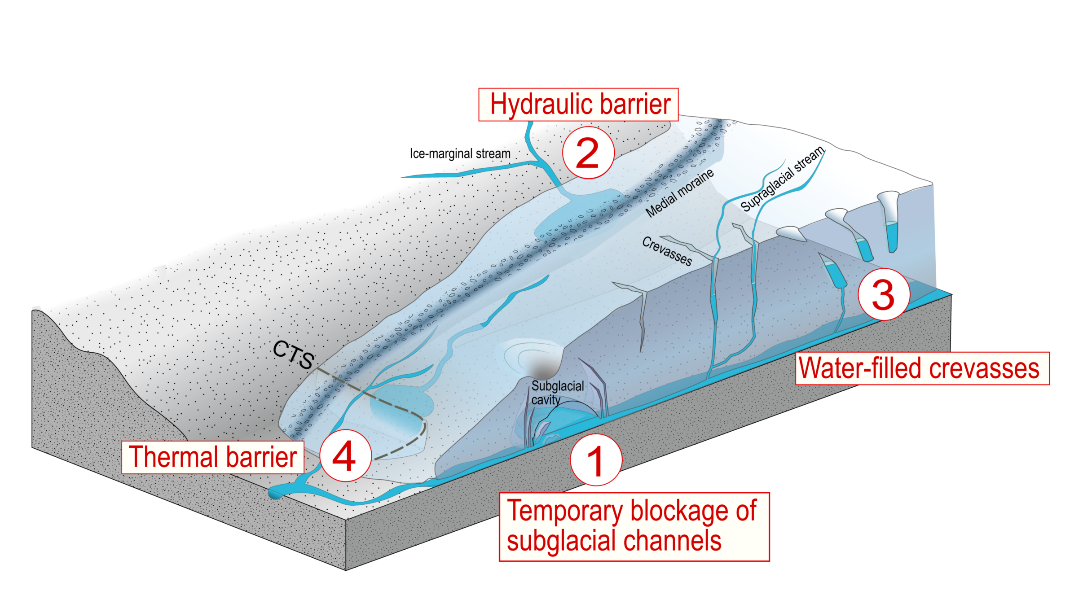 Hydraulic barrier
2
Ice-marginal stream
Medial moraine
Supraglacial stream
Crevasses
3
Water-filled crevasses
CTS
Subglacial
cavity
Thermal barrier
4
1
Temporary blockage of
subglacial channels